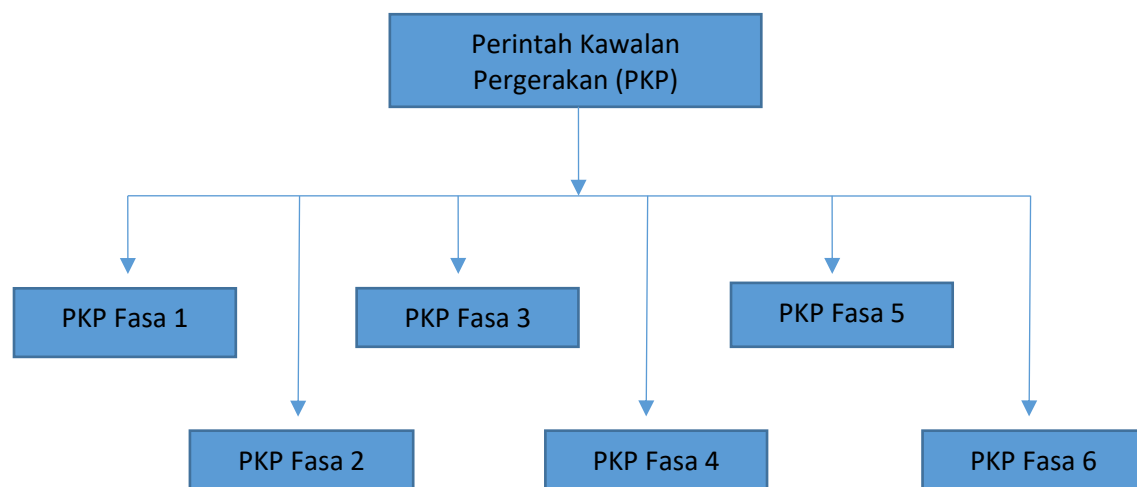 Perintah Kawalan
Pergerakan (PKP)
PKP Fasa 1
PKP Fasa 2
PKP Fasa 3
PKP Fasa 4
PKP Fasa 5
PKP Fasa 6